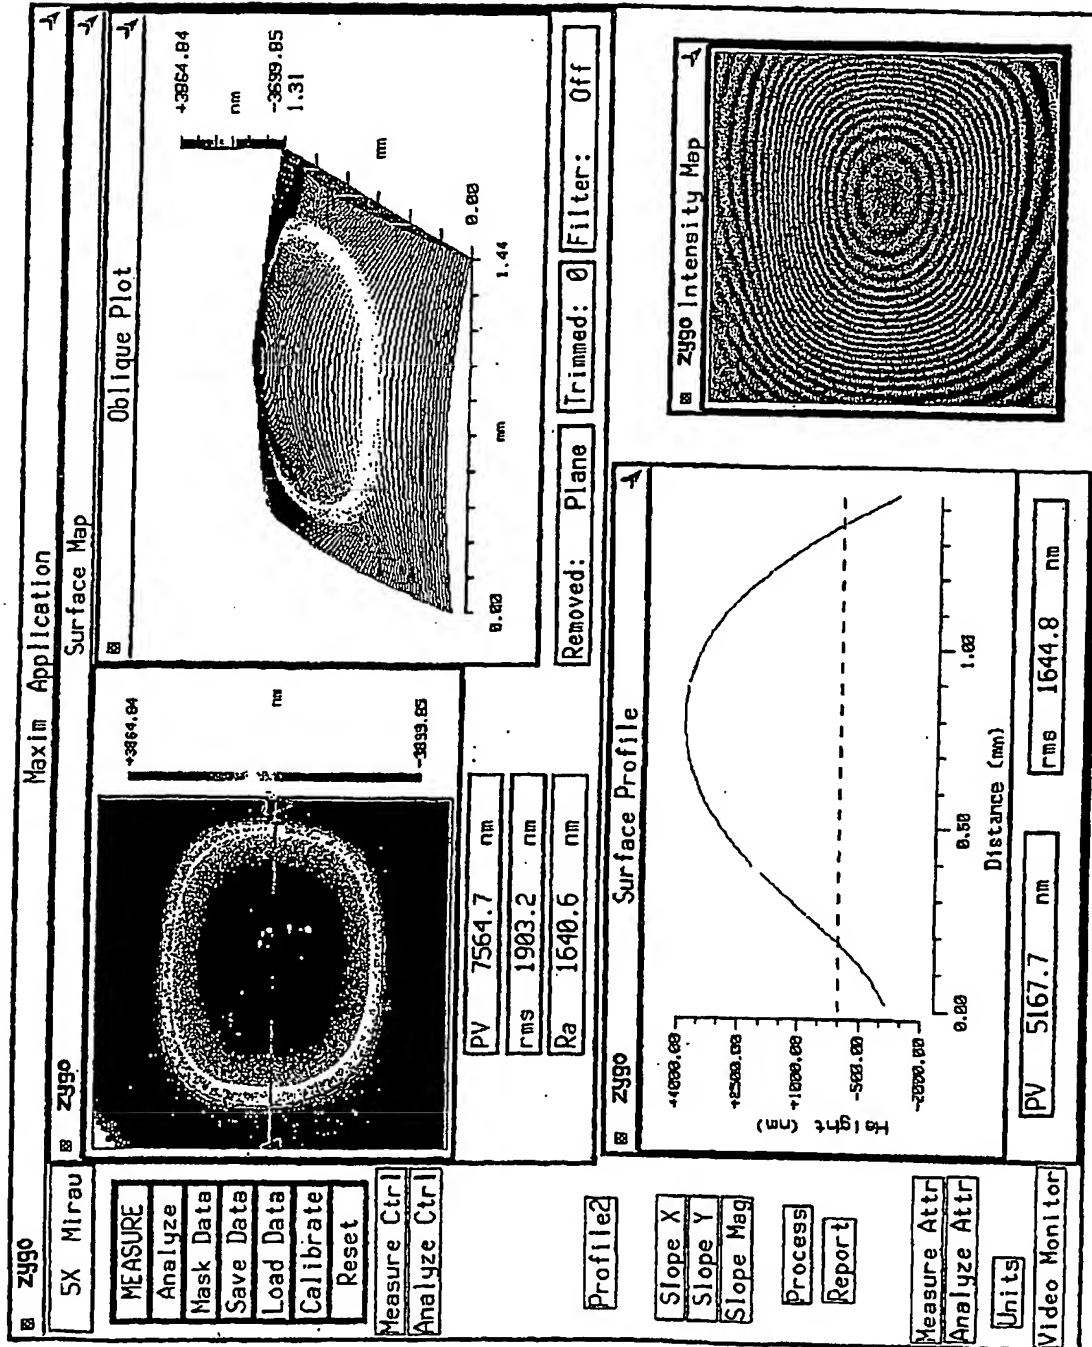 zygo Maxim Application
5X Mirau
MEASURE
Analyze
Mask Data
Save Data
Load Data
Calibrate
Reset
Measure Ctrl
Analyze Ctrl
Profile2
Slope X
Slope Y
Slope Mag
Process
Report
Measure Attr
Analyze Attr
Units
Video Monitor
zygo Surface Map
+3864.84
nm
-3699.85
PV 7564.7 nm
rms 1903.2 nm
Ra 1640.6 nm
Oblique Plot
+3864.84
nm
-3699.85
1.31
mm
0.00
1.44
mm
0.00
Removed: Plane
Trimmed: 0
Filter: Off
zygo Surface Profile
Height (nm)
+4000.00
+2500.00
+1000.00
-500.00
-2000.00
0.00
0.50
1.00
Distance (mm)
PV 5167.7 nm
rms 1644.8 nm
zygo Intensity Map